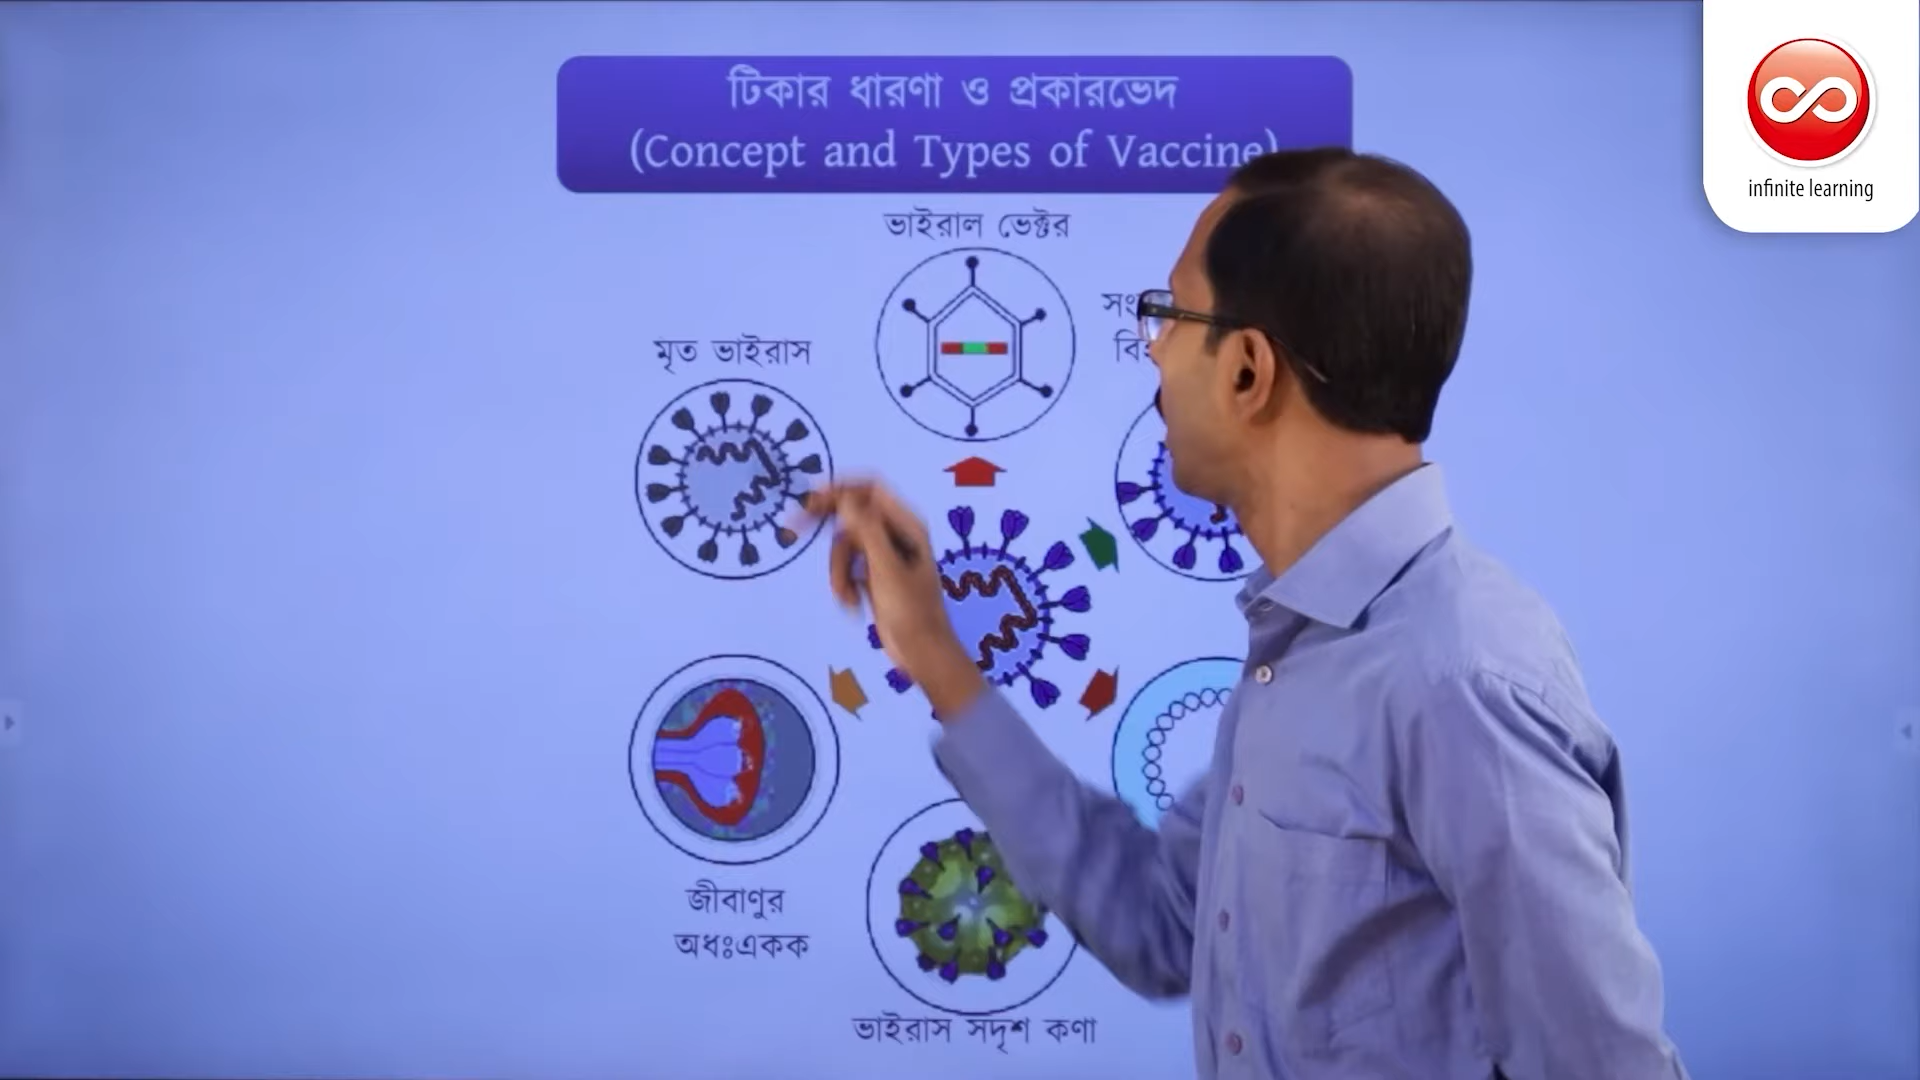 টিকার ধারণা ও প্রকারভেদ
(Concept and Types of Vaccine)
ভাইরাল ভেক্টর
মৃত ভাইরাস
জীবাণুর
অধঃএকক
ভাইরাস সদৃশ কণা
infinite learning